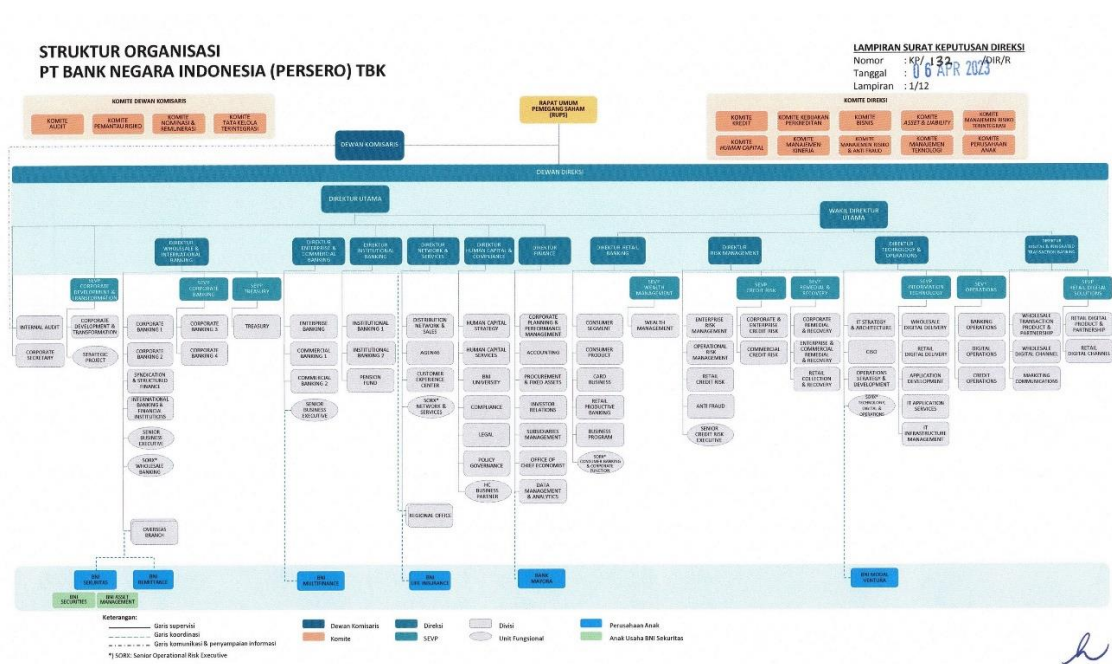 STRUKTUR ORGANISASI
PT BANK NEGARA INDONESIA (PERSERO) TBK
LAMPIRAN SURAT KEPUTUSAN DIREKSI
Nomor : KP/ 132 /DIR/R
Tanggal : 06 APR 2023
Lampiran : 1/12
KOMITE DEWAN KOMISARIS
KOMITE
AUDIT
KOMITE
PEMANTAU RISIKO
KOMITE
NOMINASI &
REMUNERASI
KOMITE
TATA KELOLA
TERINTEGRASI
RAPAT UMUM
PEMEGANG SAHAM
(RUPS)
KOMITE DIREKSI
KOMITE
KREDIT
KOMITE KEBIJAKAN
PERKREDITAN
KOMITE
BISNIS
KOMITE
ASSET & LIABILITY
KOMITE
MANAJEMEN RISIKO
TERINTEGRASI
KOMITE
HUMAN CAPITAL
KOMITE
MANAJEMEN
KINERJA
KOMITE
MANAJEMEN RISIKO
& ANTI FRAUD
KOMITE
MANAJEMEN
TEKNOLOGI
KOMITE
PERUSAHAAN
ANAK
DEWAN KOMISARIS
DEWAN DIREKSI
DIREKTUR UTAMA
WAKIL DIREKTUR
UTAMA
DIREKTUR
WHOLESALE &
INTERNATIONAL
BANKING
DIREKTUR
ENTERPRISE &
COMMERCIAL
BANKING
DIREKTUR
INSTITUTIONAL
BANKING
DIREKTUR
NETWORK &
SERVICES
DIREKTUR
HUMAN CAPITAL &
COMPLIANCE
DIREKTUR
FINANCE
DIREKTUR RETAIL
BANKING
DIREKTUR
RISK MANAGEMENT
DIREKTUR
TECHNOLOGY &
OPERATIONS
DIREKTUR
DIGITAL & INTEGRATED
TRANSACTION BANKING
SEVP
CORPORATE
DEVELOPMENT &
TRANSFORMATION
SEVP
CORPORATE
BANKING
SEVP
TREASURY
SEVP
WEALTH
MANAGEMENT
SEVP
CREDIT RISK
SEVP
REMEDIAL &
RECOVERY
SEVP
INFORMATION
TECHNOLOGY
SEVP
OPERATIONS
SEVP
RETAIL DIGITAL
SOLUTIONS
INTERNAL AUDIT
CORPORATE
SECRETARY
CORPORATE
DEVELOPMENT &
TRANSFORMATION
STRATEGIC
PROJECT
CORPORATE
BANKING 1
CORPORATE
BANKING 2
SYNDICATION
& STRUCTURED
FINANCE
INTERNATIONAL
BANKING &
FINANCIAL
INSTITUTIONS
SENIOR
BUSINESS
EXECUTIVE
SORX*
WHOLESALE
BANKING
OVERSEAS
BRANCH
CORPORATE
BANKING 3
CORPORATE
BANKING 4
TREASURY
ENTERPRISE
BANKING
COMMERCIAL
BANKING 1
COMMERCIAL
BANKING 2
SENIOR
BUSINESS
EXECUTIVE
INSTITUTIONAL
BANKING 1
INSTITUTIONAL
BANKING 2
PENSION
FUND
DISTRIBUTION
NETWORK &
SALES
AGENSI
CUSTOMER
EXPERIENCE
CENTER
SORX*
NETWORK &
SERVICES
REGIONAL OFFICE
HUMAN CAPITAL
STRATEGY
HUMAN CAPITAL
SERVICES
BNI
UNIVERSITY
COMPLIANCE
LEGAL
POLICY
GOVERNANCE
HC
BUSINESS
PARTNER
CORPORATE
PLANNING &
PERFORMANCE
MANAGEMENT
ACCOUNTING
PROCUREMENT
& FIXED ASSETS
INVESTOR
RELATIONS
SUBSIDIARIES
MANAGEMENT
OFFICE OF
CHIEF ECONOMIST
DATA
MANAGEMENT
& ANALYTICS
CONSUMER
SEGMENT
CONSUMER
PRODUCT
CARD
BUSINESS
RETAIL
PRODUCTIVE
BANKING
BUSINESS
PROGRAM
SORX*
CONSUMER BANKING
& CORPORATE
FUNCTION
WEALTH
MANAGEMENT
ENTERPRISE
RISK
MANAGEMENT
OPERATIONAL
RISK
MANAGEMENT
RETAIL
CREDIT RISK
ANTI FRAUD
SENIOR
CREDIT RISK
EXECUTIVE
CORPORATE &
ENTERPRISE
CREDIT RISK
COMMERCIAL
CREDIT RISK
CORPORATE
REMEDIAL &
RECOVERY
ENTERPRISE &
COMMERCIAL
REMEDIAL
& RECOVERY
RETAIL
COLLECTION &
RECOVERY
IT STRATEGY
& ARCHITECTURE
CISO
OPERATIONS
STRATEGY &
DEVELOPMENT
SORX*
TECHNOLOGY,
DIGITAL &
OPERATIONS
WHOLESALE
DIGITAL DELIVERY
RETAIL
DIGITAL DELIVERY
APPLICATION
DEVELOPMENT
IT APPLICATION
SERVICES
IT
INFRASTRUCTURE
MANAGEMENT
BANKING
OPERATIONS
DIGITAL
OPERATIONS
CREDIT
OPERATIONS
WHOLESALE
TRANSACTION
PRODUCT &
PARTNERSHIP
WHOLESALE
DIGITAL CHANNEL
MARKETING
COMMUNICATIONS
RETAIL DIGITAL
PRODUCT &
PARTNERSHIP
RETAIL
DIGITAL CHANNEL
BNI
SEKURITAS
BNI
REMITTANCE
BNI
SECURITIES
BNI ASSET
MANAGEMENT
BNI
MULTIFINANCE
BNI
LIFE INSURANCE
BANK
MAYORA
BNI MODAL
VENTURA
Keterangan:
Garis supervisi
Garis koordinasi
Garis komunikasi & penyampaian informasi
*) SORX: Senior Operational Risk Executive
Dewan Komisaris
Komite
Direksi
SEVP
Divisi
Unit Fungsional
Perusahaan Anak
Anak Usaha BNI Sekuritas